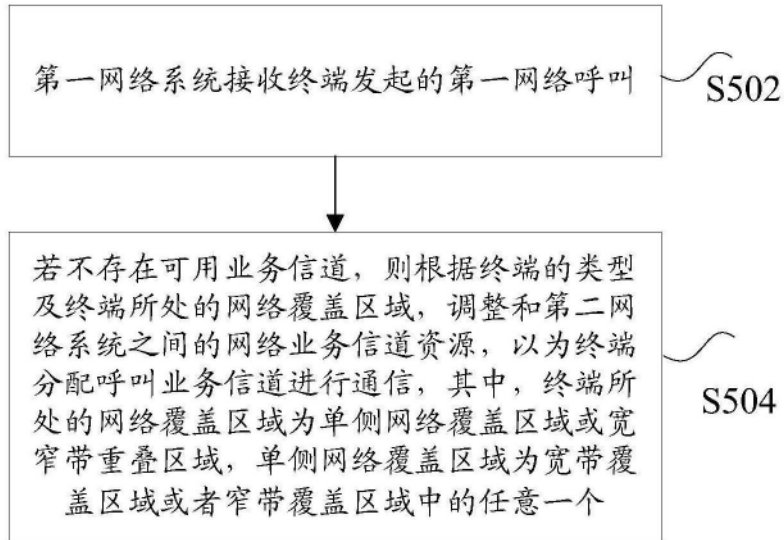 第一网络系统接收终端发起的第一网络呼叫
S502
若不存在可用业务信道，则根据终端的类型
及终端所处的网络覆盖区域，调整和第二网
络系统之间的网络业务信道资源，以为终端
分配呼叫业务信道进行通信，其中，终端所
处的网络覆盖区域为单侧网络覆盖区域或宽
窄带重叠区域，单侧网络覆盖区域为宽带覆
盖区域或者窄带覆盖区域中的任意一个
S504